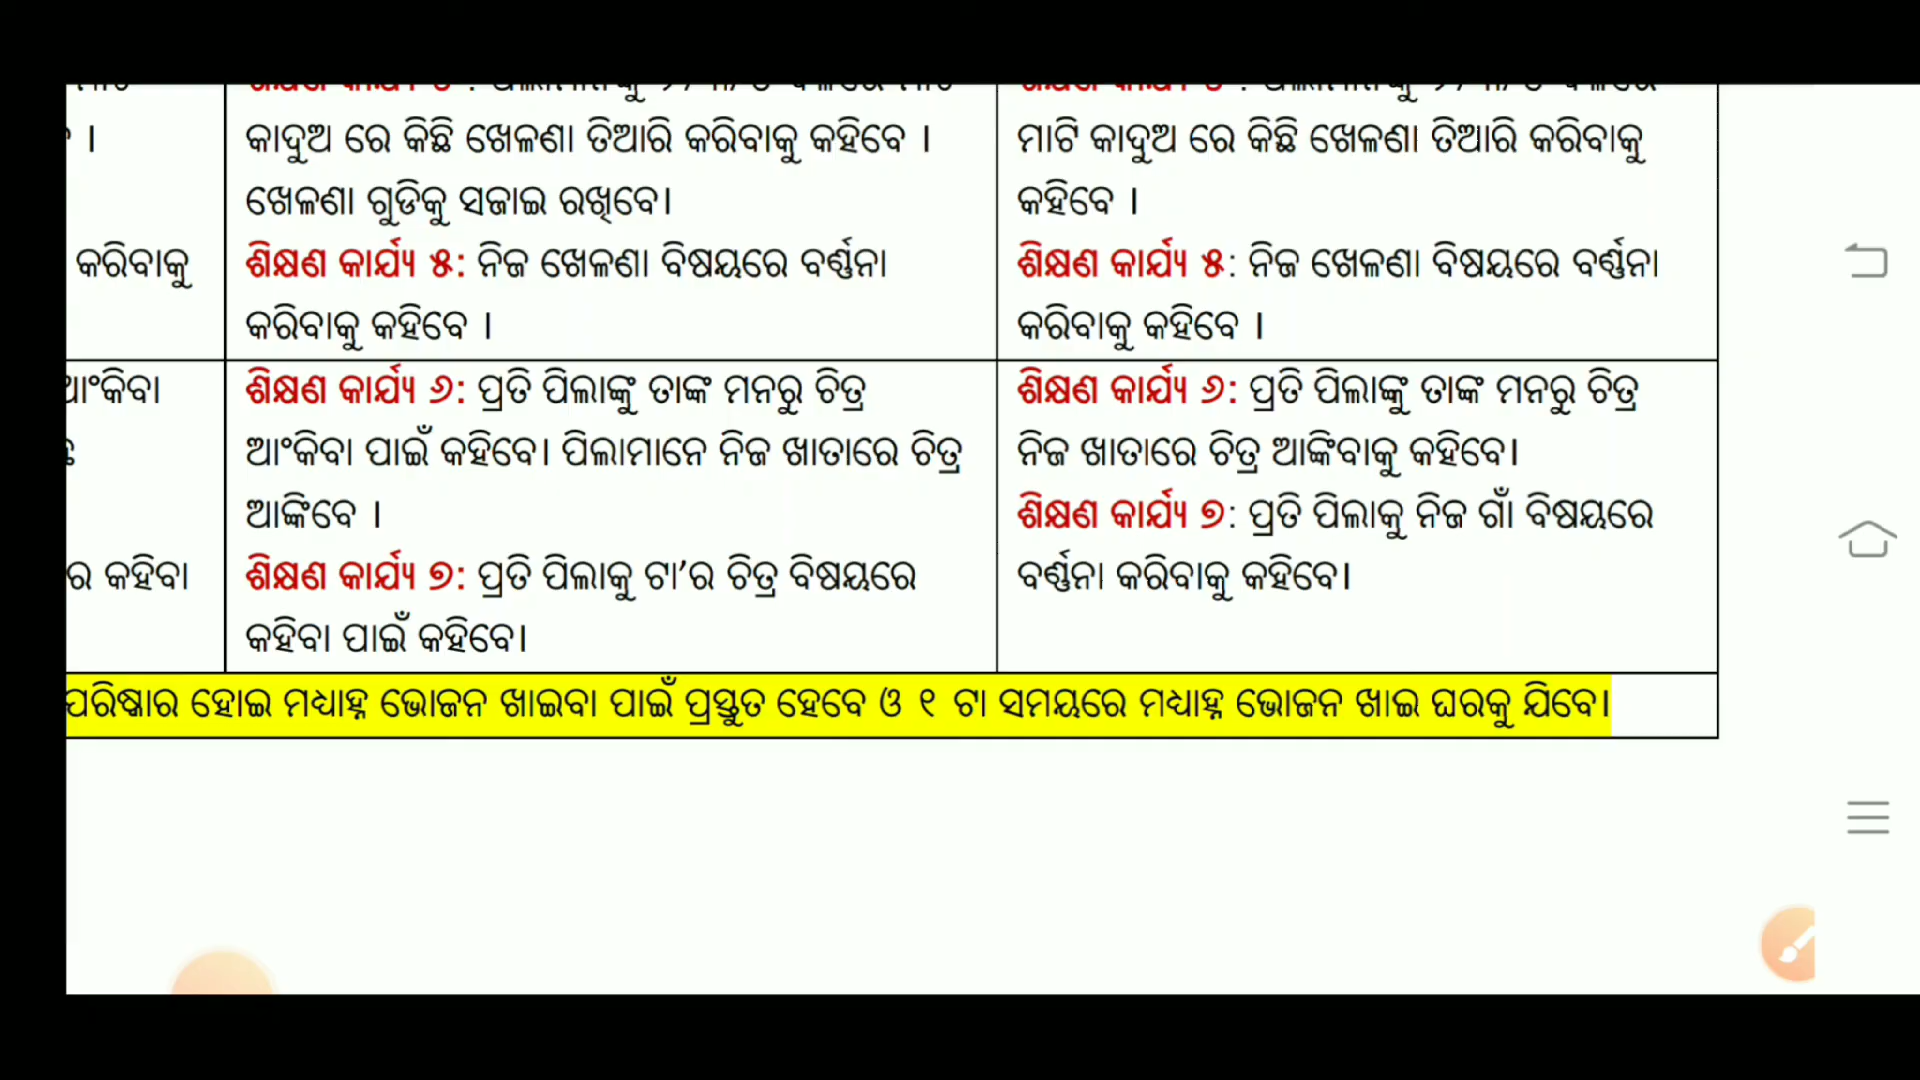 ।
କରିବାକୁ
ଆଂକିବା
ର କହିବା
କାଦୁଅ ରେ କିଛି ଖେଳଣା ତିଆରି କରିବାକୁ କହିବେ ।
ଖେଳଣା ଗୁଡିକୁ ସଜାଇ ରଖିବେ।
ଶିକ୍ଷଣ କାର୍ଯ୍ୟ ୫: ନିଜ ଖେଳଣା ବିଷୟରେ ବର୍ଣ୍ଣନା
କରିବାକୁ କହିବେ ।
ଶିକ୍ଷଣ କାର୍ଯ୍ୟ ୬: ପ୍ରତି ପିଲାଙ୍କୁ ତାଙ୍କ ମନରୁ ଚିତ୍ର
ଆଂକିବା ପାଇଁ କହିବେ। ପିଲାମାନେ ନିଜ ଖାତାରେ ଚିତ୍ର
ଆଙ୍କିବେ ।
ଶିକ୍ଷଣ କାର୍ଯ୍ୟ ୭: ପ୍ରତି ପିଲାକୁ ଟା’ର ଚିତ୍ର ବିଷୟରେ
କହିବା ପାଇଁ କହିବେ।
ମାଟି କାଦୁଅ ରେ କିଛି ଖେଳଣା ତିଆରି କରିବାକୁ
କହିବେ ।
ଶିକ୍ଷଣ କାର୍ଯ୍ୟ ୫: ନିଜ ଖେଳଣା ବିଷୟରେ ବର୍ଣ୍ଣନା
କରିବାକୁ କହିବେ ।
ଶିକ୍ଷଣ କାର୍ଯ୍ୟ ୬: ପ୍ରତି ପିଲାଙ୍କୁ ତାଙ୍କ ମନରୁ ଚିତ୍ର
ନିଜ ଖାତାରେ ଚିତ୍ର ଆଙ୍କିବାକୁ କହିବେ।
ଶିକ୍ଷଣ କାର୍ଯ୍ୟ ୭: ପ୍ରତି ପିଲାକୁ ନିଜ ଗାଁ ବିଷୟରେ
ବର୍ଣ୍ଣନା କରିବାକୁ କହିବେ।
ପରିଷ୍କାର ହୋଇ ମଧ୍ୟାହ୍ନ ଭୋଜନ ଖାଇବା ପାଇଁ ପ୍ରସ୍ତୁତ ହେବେ ଓ ୧ ଟା ସମୟରେ ମଧ୍ୟାହ୍ନ ଭୋଜନ ଖାଇ ଘରକୁ ଯିବେ।